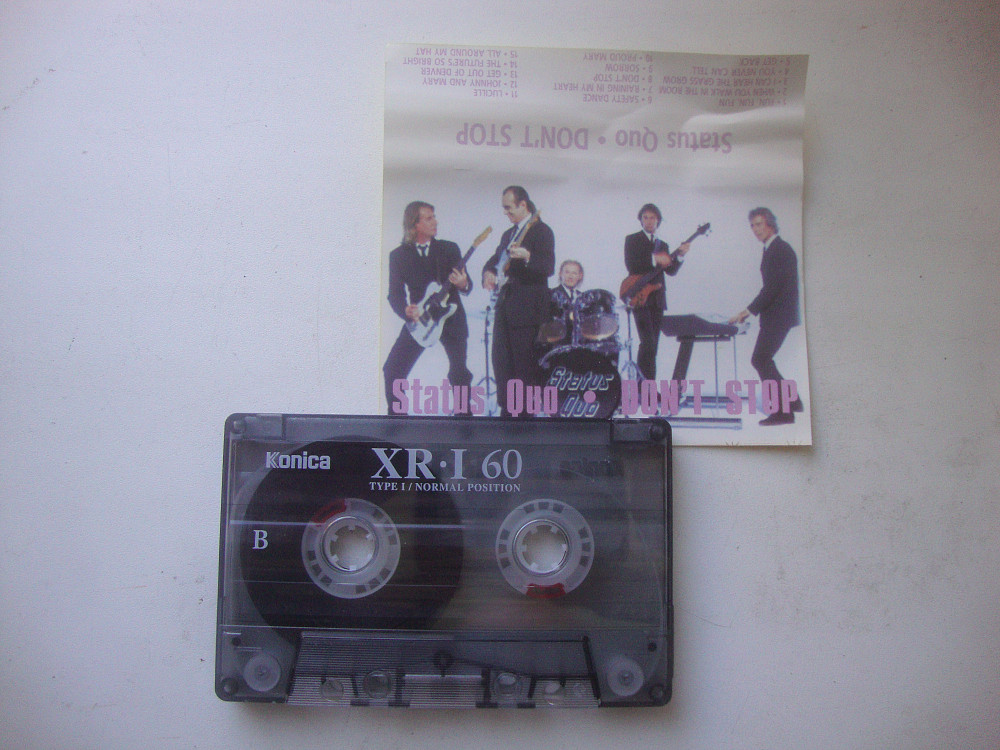 Status Quo • DON'T STOP
1 • FUN, FUN, FUN
2 • WHEN YOU WALK IN THE ROOM
3 • I CAN HEAR THE GRASS GROW
4 • YOU NEVER CAN TELL
5 • GET BACK
6 • SAFETY DANCE
7 • RAINING IN MY HEART
8 • DON'T STOP
9 • SORROW
10 • PROUD MARY
11 • LUCILLE
12 • JOHNNY AND MARY
13 • GET OUT OF DENVER
14 • THE FUTURE'S SO BRIGHT
15 • ALL AROUND MY HAT
Status
Quo
Status Quo • DON'T STOP
Konica
XR·I 60
TYPE I / NORMAL POSITION
B